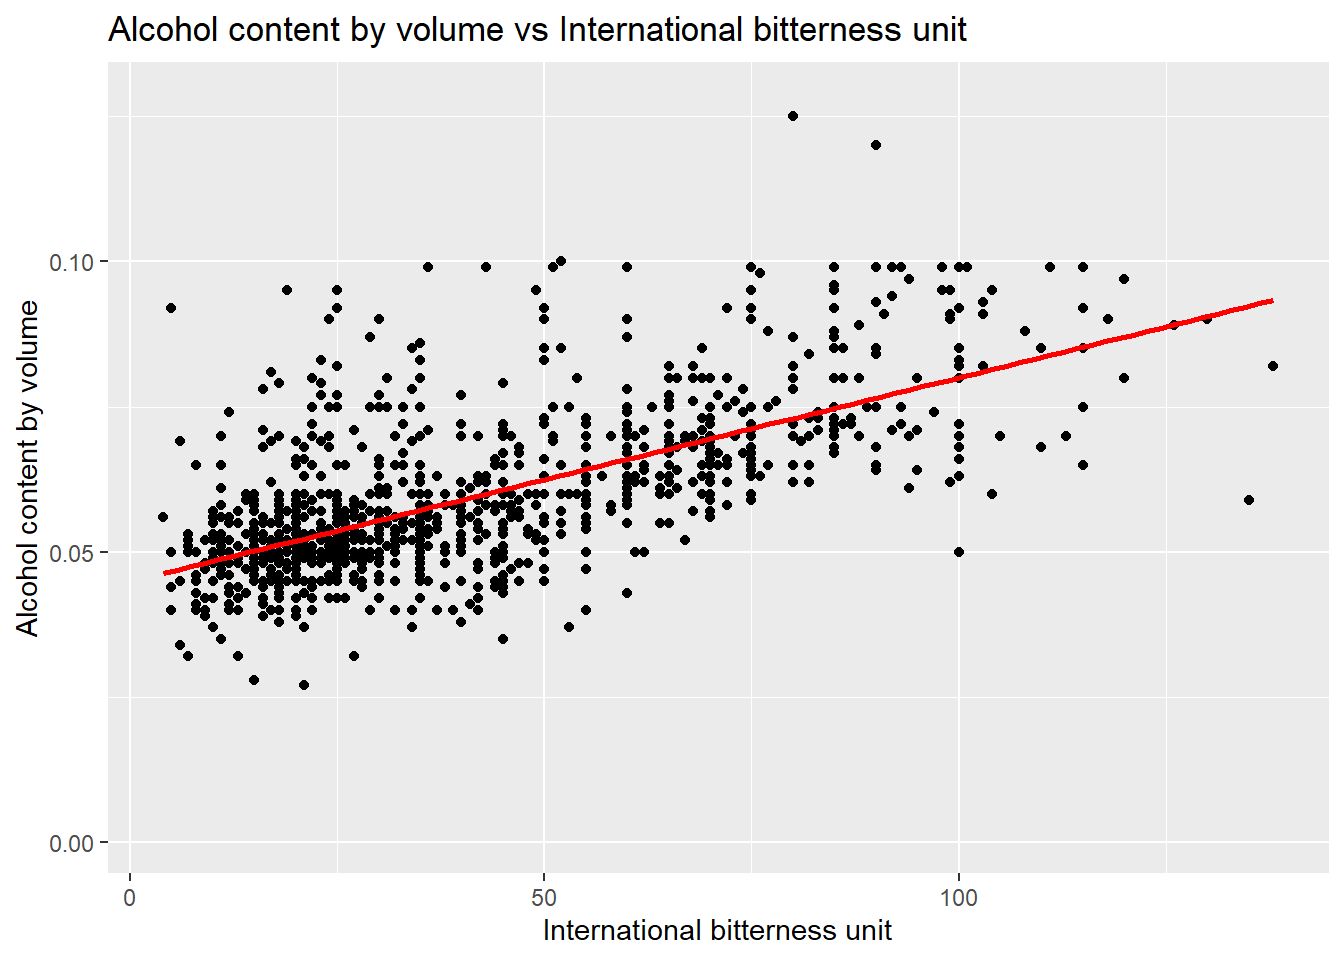 Alcohol content by volume vs International bitterness unit
Alcohol content by volume
0.10
0.05
0.00
0
50
100
International bitterness unit